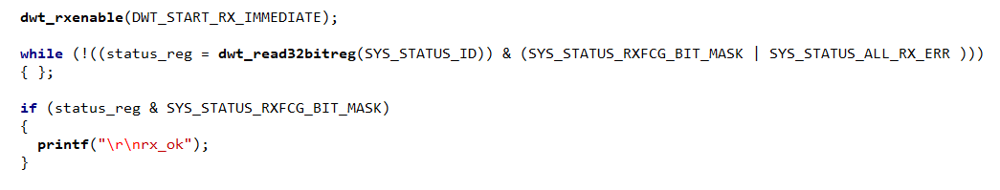 dwt_rxenable(DWT_START_RX_IMMEDIATE);
while (!((status_reg = dwt_read32bitreg(SYS_STATUS_ID)) & (SYS_STATUS_RXFCG_BIT_MASK | SYS_STATUS_ALL_RX_ERR )))
{ };
if (status_reg & SYS_STATUS_RXFCG_BIT_MASK)
{
printf("\r\nrx_ok");
}